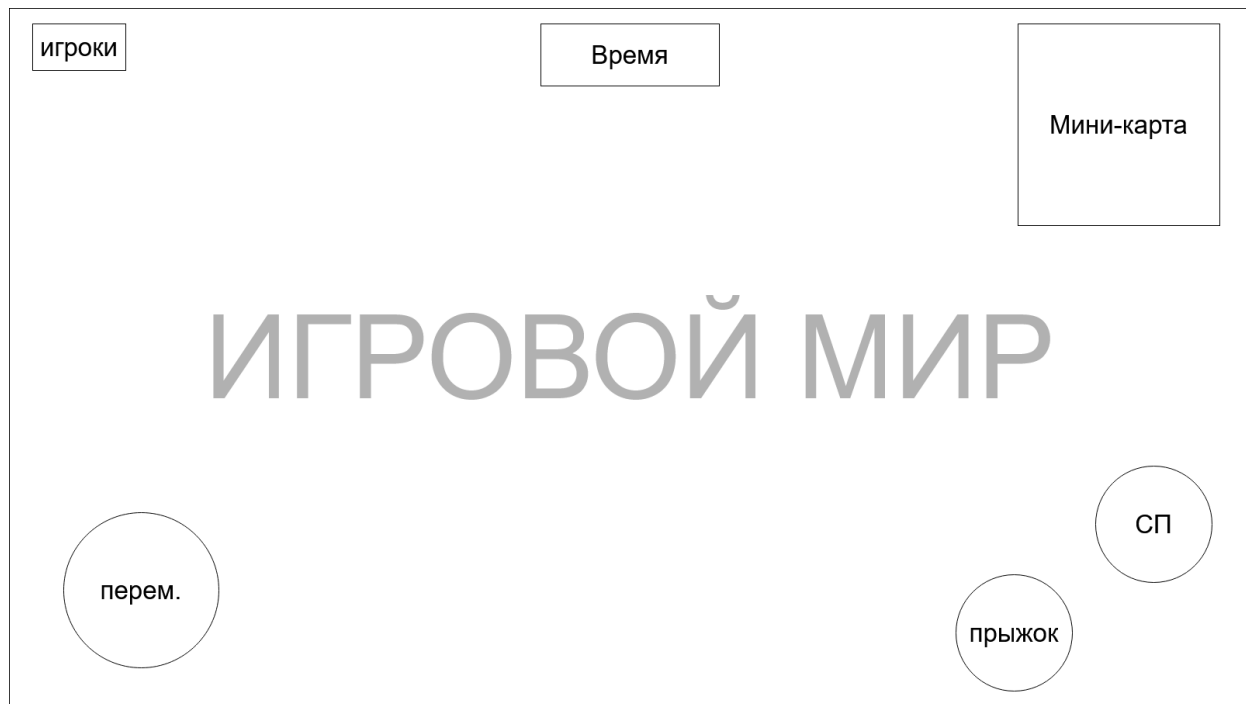 игроки
Время
Мини-карта
ИГРОВОЙ МИР
СП
перем.
прыжок